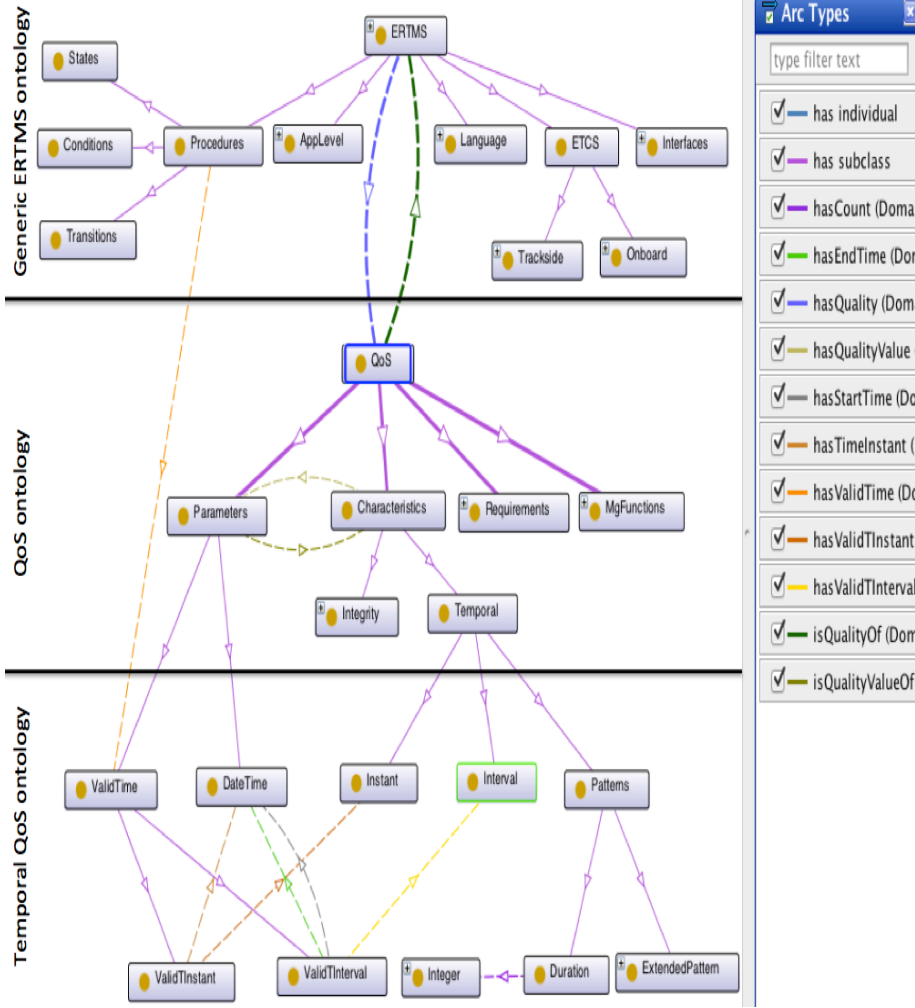 Generic ERTMS ontology
ERTMS
States
Conditions
Procedures
AppLevel
Language
ETCS
Interfaces
Transitions
Trackside
Onboard
QoS ontology
QoS
Parameters
Characteristics
Requirements
MgFunctions
Integrity
Temporal
Temporal QoS ontology
ValidTime
DateTime
Instant
Interval
Patterns
ValidTInstant
ValidTInterval
Integer
Duration
ExtendedPattern
Arc Types
type filter text
has individual
has subclass
hasCount (Doma
hasEndTime (Dor
hasQuality (Dom
hasQualityValue
hasStartTime (Do
hasTimeInstant (
hasValidTime (Do
hasValidTInstant
hasValidTInterval
isQualityOf (Dom
isQualityValueOf